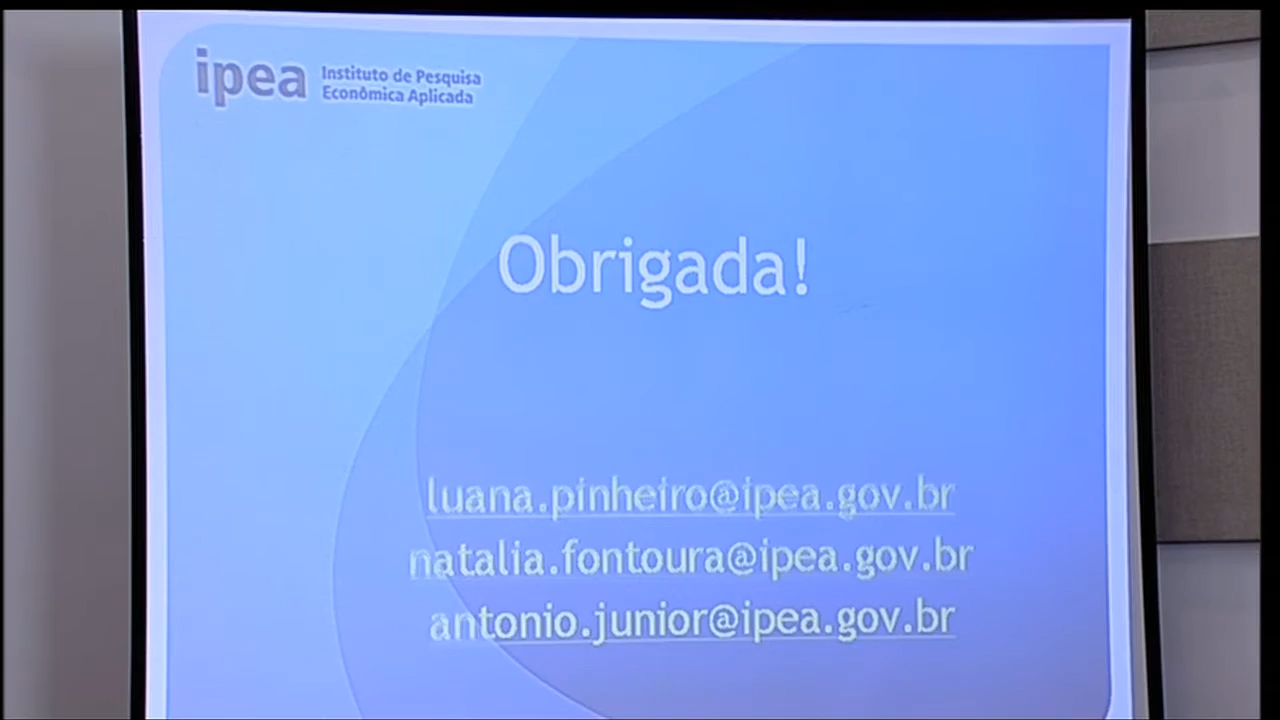 ipea
Instituto de Pesquisa
Econômica Aplicada
Obrigada!
luana.pinheiro@ipea.gov.br
natalia.fontoura@ipea.gov.br
antonio.junior@ipea.gov.br